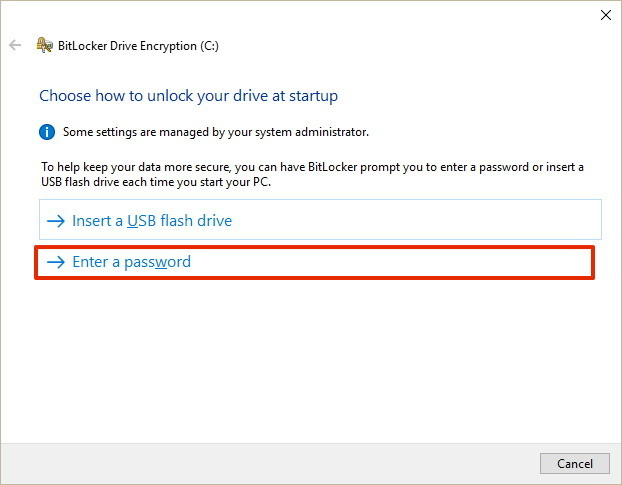 BitLocker Drive Encryption (C:)
Choose how to unlock your drive at startup
Some settings are managed by your system administrator.
To help keep your data more secure, you can have BitLocker prompt you to enter a password or insert a
USB flash drive each time you start your PC.
Insert a USB flash drive
Enter a password
Cancel